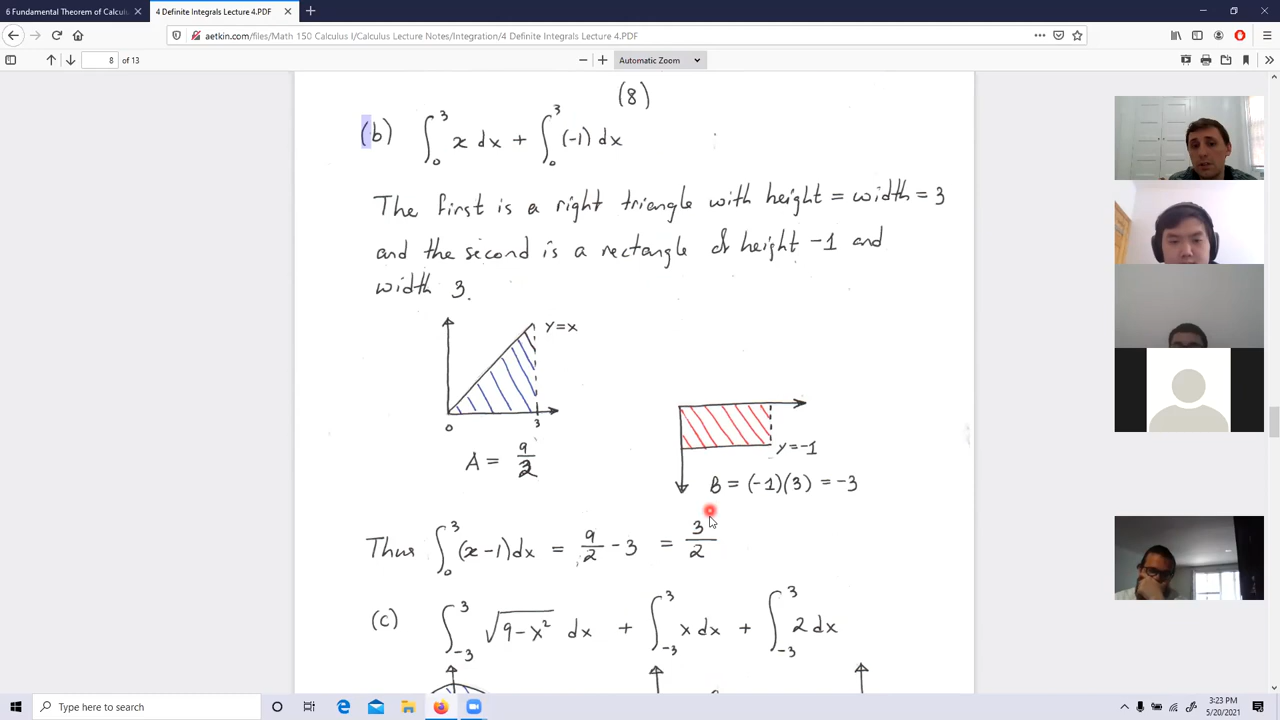 6 Fundamental Theorem of Calculus
4 Definite Integrals Lecture 4.PDF
aetkin.com/files/Math 150 Calculus I/Calculus Lecture Notes/Integration/4 Definite Integrals Lecture 4.PDF
8 of 13
Automatic Zoom
(8)
(b) ∫₀³ x dx + ∫₀³ (-1) dx
The first is a right triangle with height = width = 3
and the second is a rectangle of height -1 and
width 3.
y=x
0 3
A = 9/2
y=-1
B = (-1)(3) = -3
Thus ∫₀³ (x-1)dx = 9/2 - 3 = 3/2
(c) ∫₋₃³ √(9-x²) dx + ∫₋₃³ x dx + ∫₋₃³ 2 dx
Type here to search
3:23 PM
5/20/2021